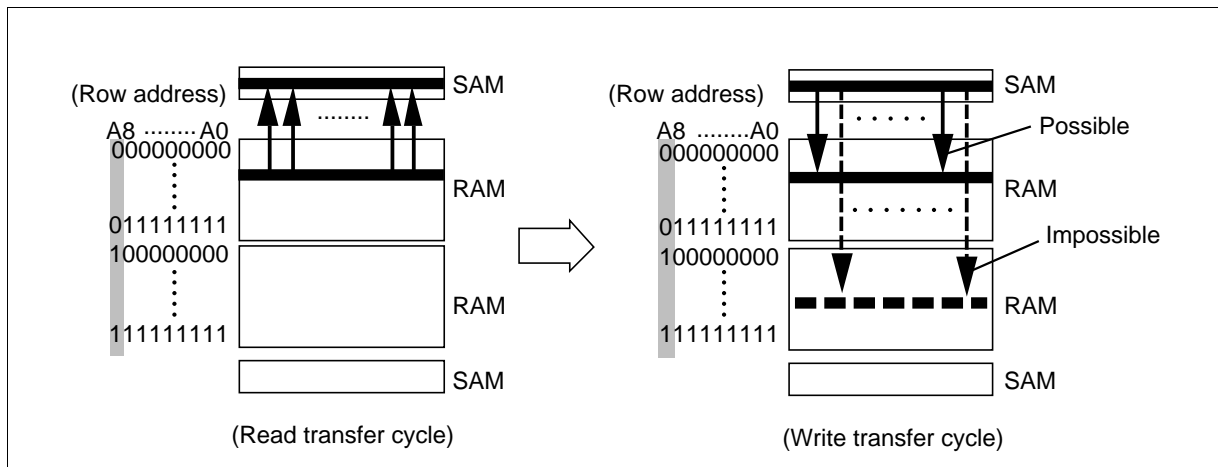 SAM
(Row address)
........
A8 ........A0
000000000
RAM
011111111
100000000
RAM
111111111
SAM
(Read transfer cycle)
SAM
(Row address)
. . . . .
Possible
A8 ........A0
000000000
RAM
. . . . . . .
011111111
Impossible
100000000
RAM
111111111
SAM
(Write transfer cycle)